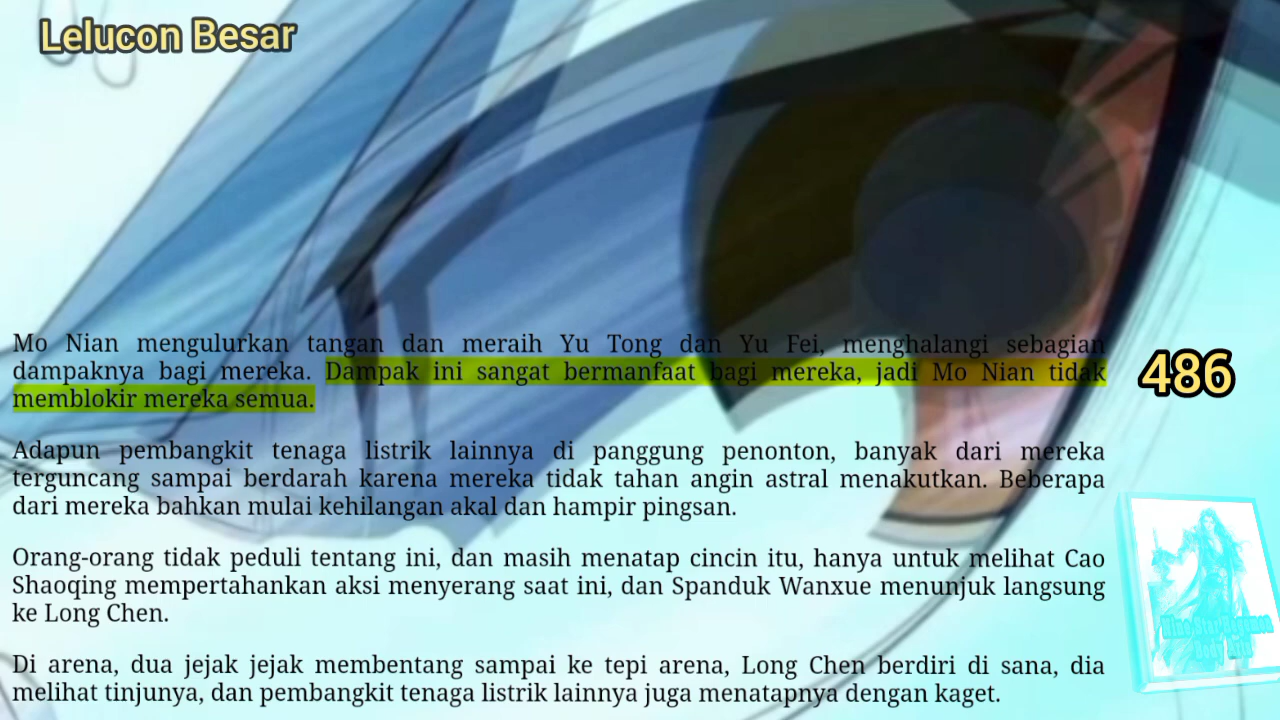 Lelucon Besar
Mo Nian mengulurkan tangan dan meraih Yu Tong dan Yu Fei, menghalangi sebagian
dampaknya bagi mereka. Dampak ini sangat bermanfaat bagi mereka, jadi Mo Nian tidak
memblokir mereka semua.
486
Adapun pembangkit tenaga listrik lainnya di panggung penonton, banyak dari mereka
terguncang sampai berdarah karena mereka tidak tahan angin astral menakutkan. Beberapa
dari mereka bahkan mulai kehilangan akal dan hampir pingsan.
Orang-orang tidak peduli tentang ini, dan masih menatap cincin itu, hanya untuk melihat Cao
Shaoqing mempertahankan aksi menyerang saat ini, dan Spanduk Wanxue menunjuk langsung
ke Long Chen.
Di arena, dua jejak jejak membentang sampai ke tepi arena, Long Chen berdiri di sana, dia
melihat tinjunya, dan pembangkit tenaga listrik lainnya juga menatapnya dengan kaget.
Nine Star Hegemon
Body Arts